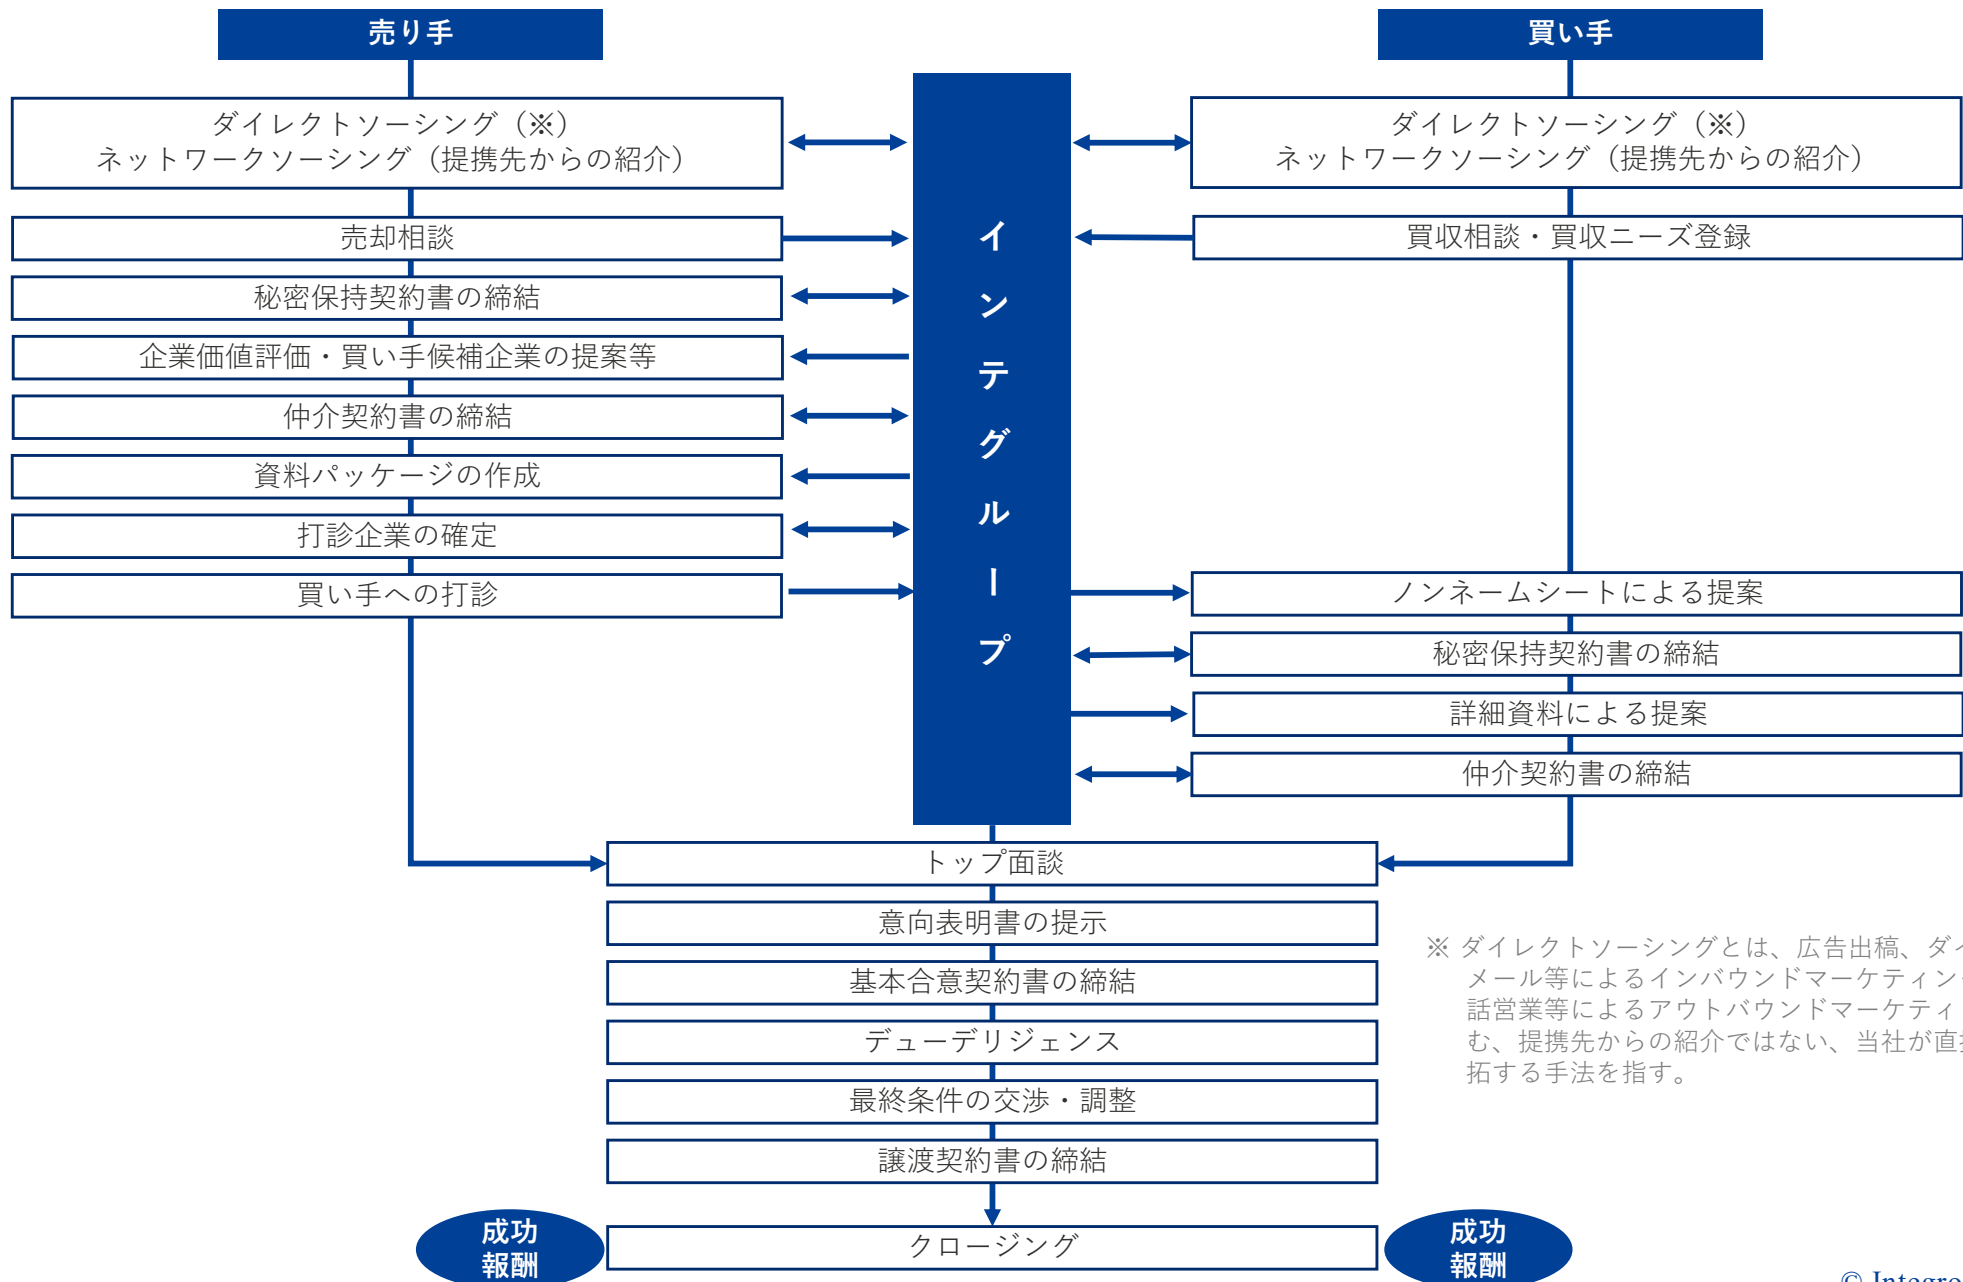 売り手
買い手
ダイレクトソーシング（※）
ネットワークソーシング（提携先からの紹介）
ダイレクトソーシング（※）
ネットワークソーシング（提携先からの紹介）
売却相談
買収相談・買収ニーズ登録
秘密保持契約書の締結
企業価値評価・買い手候補企業の提案等
仲介契約書の締結
資料パッケージの作成
打診企業の確定
買い手への打診
インテグループ
ノンネームシートによる提案
秘密保持契約書の締結
詳細資料による提案
仲介契約書の締結
トップ面談
意向表明書の提示
基本合意契約書の締結
デューデリジェンス
最終条件の交渉・調整
譲渡契約書の締結
クロージング
成功
報酬
成功
報酬
※ ダイレクトソーシングとは、広告出稿、ダイ
メール等によるインバウンドマーケティン
話営業等によるアウトバウンドマーケティ
む、提携先からの紹介ではない、当社が直
拓する手法を指す。
© Integro